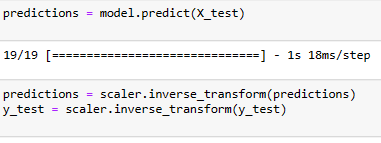 predictions = model.predict(X_test)
19/19 [==============================] - 1s 18ms/step
predictions = scaler.inverse_transform(predictions)
y_test = scaler.inverse_transform(y_test)